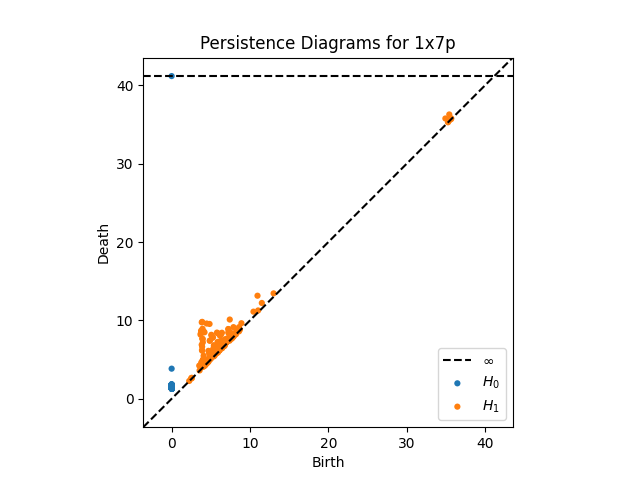 Persistence Diagrams for 1x7p
Death
40
30
20
10
0
0 10 20 30 40
Birth
∞
H₀
H₁